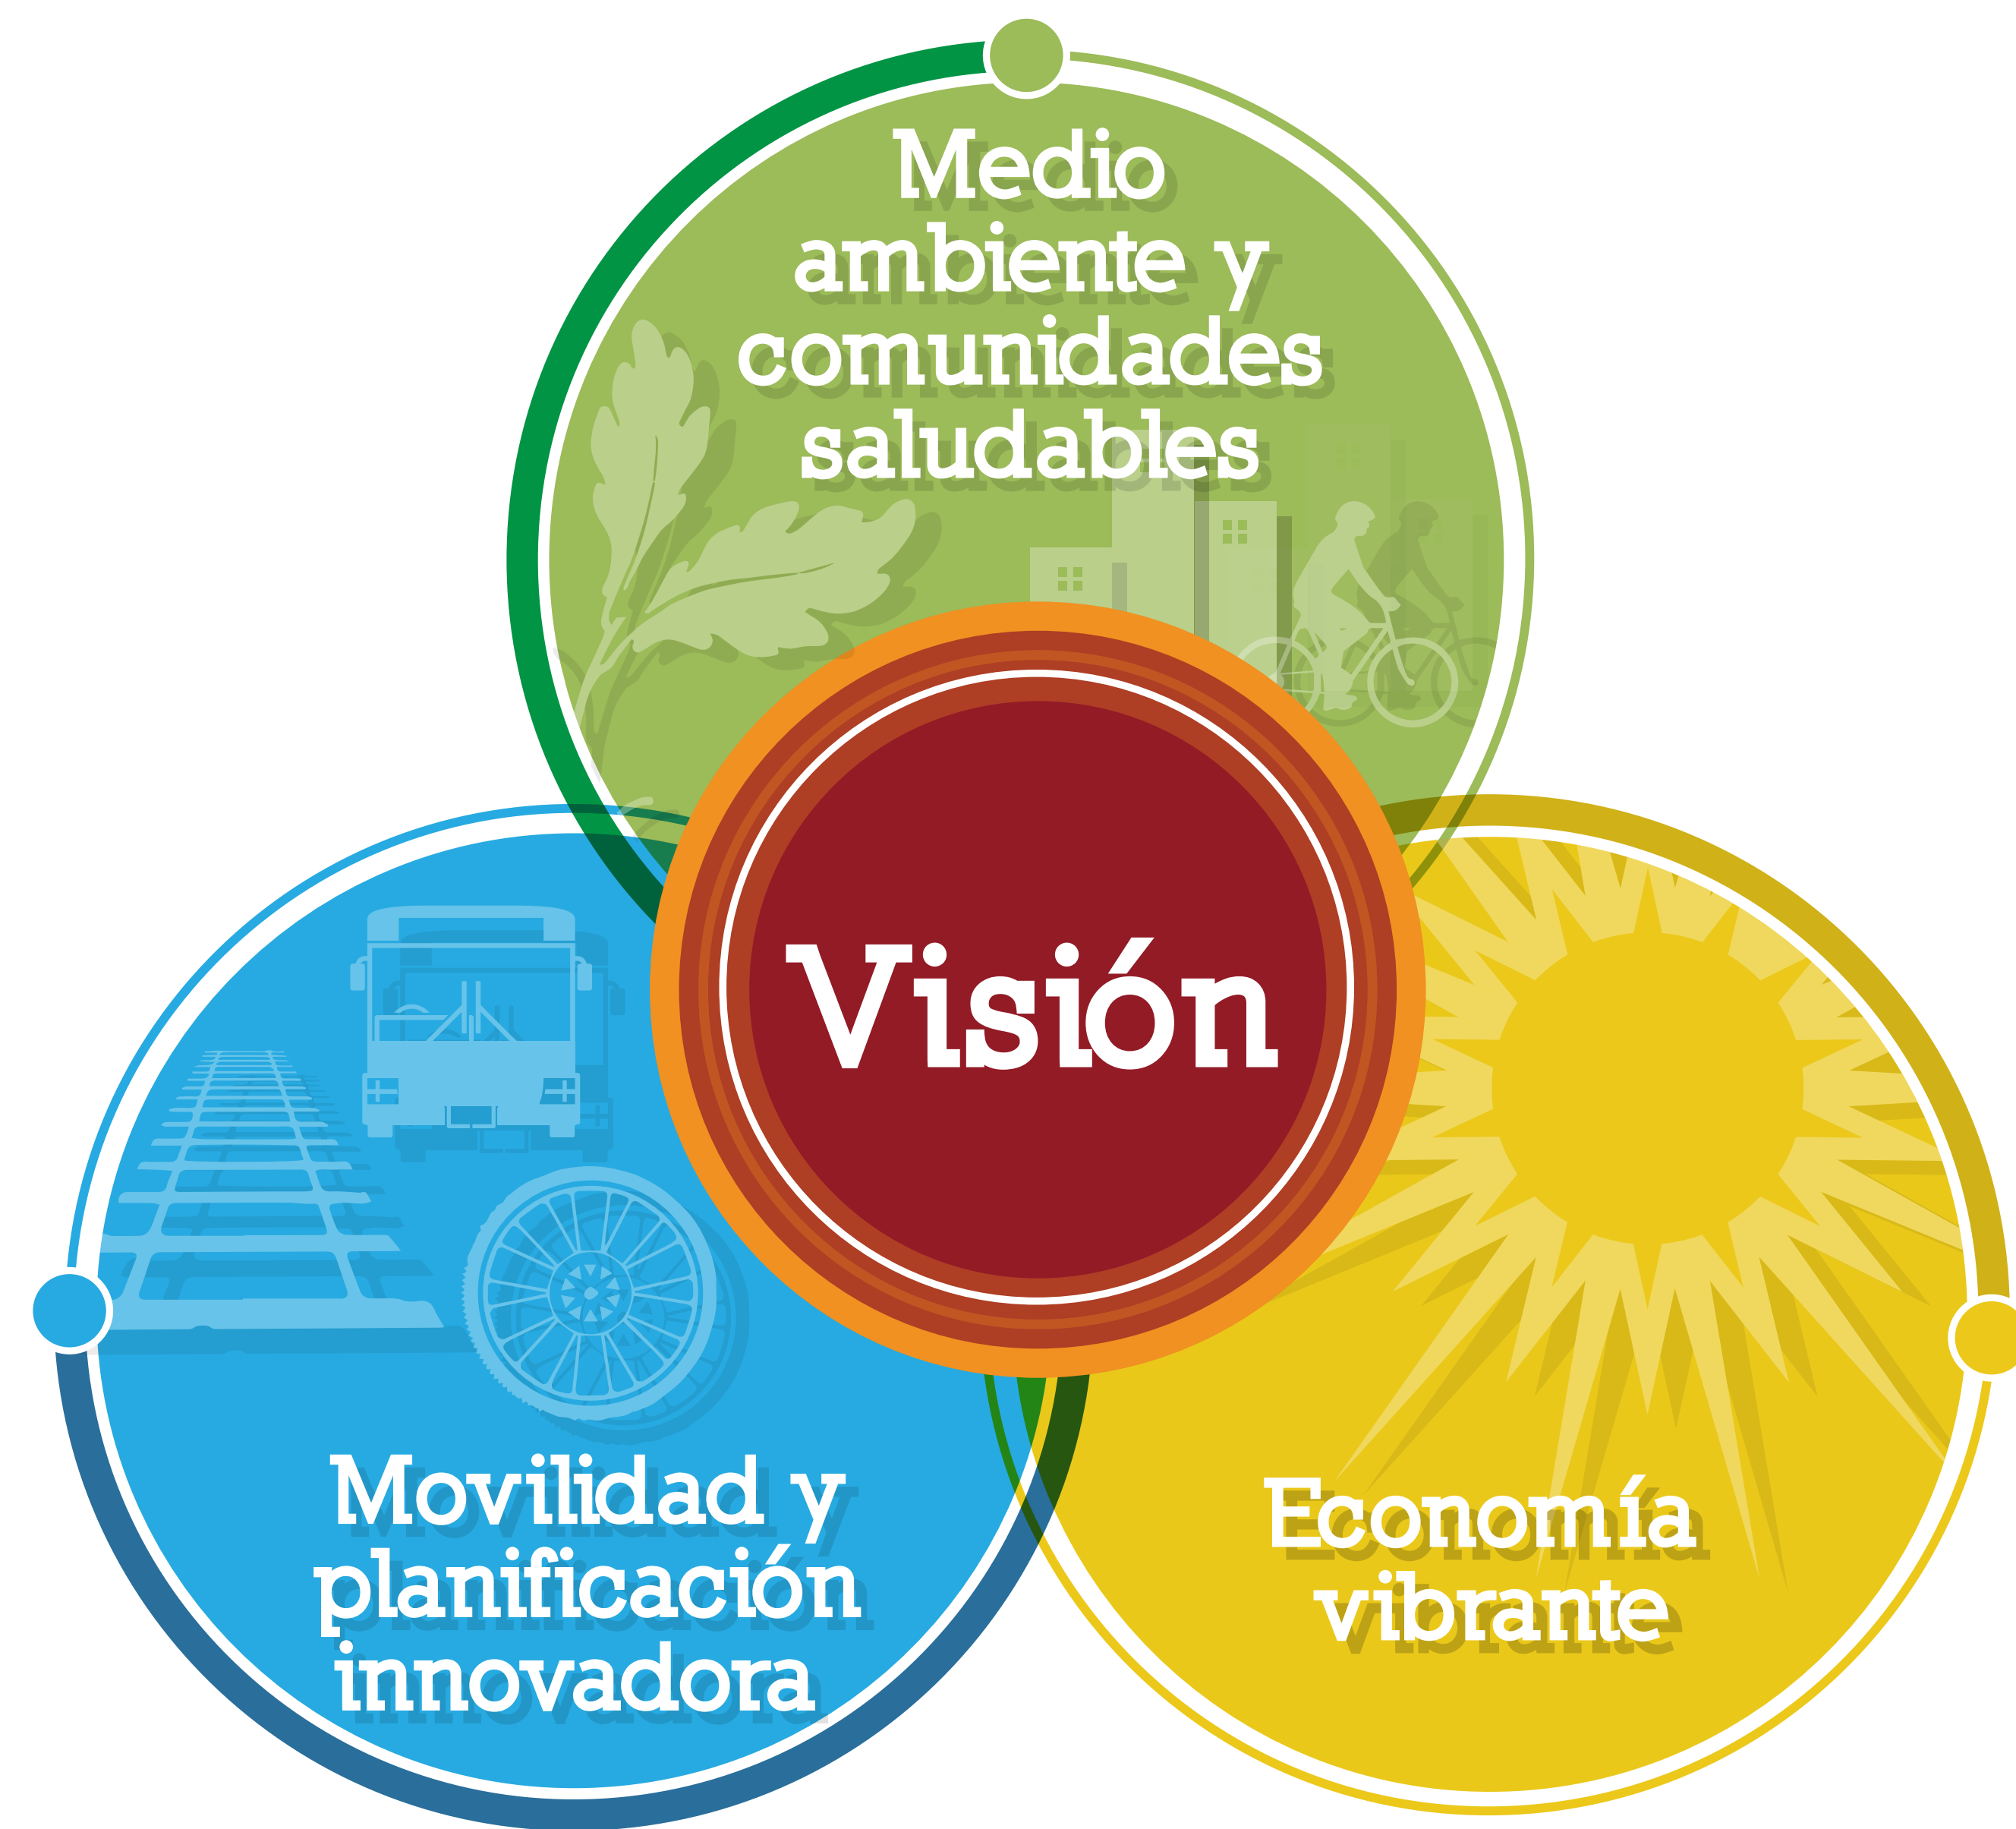 Medio
ambiente y
comunidades
saludables
Visión
Movilidad y
planificación
innovadora
Economía
vibrante